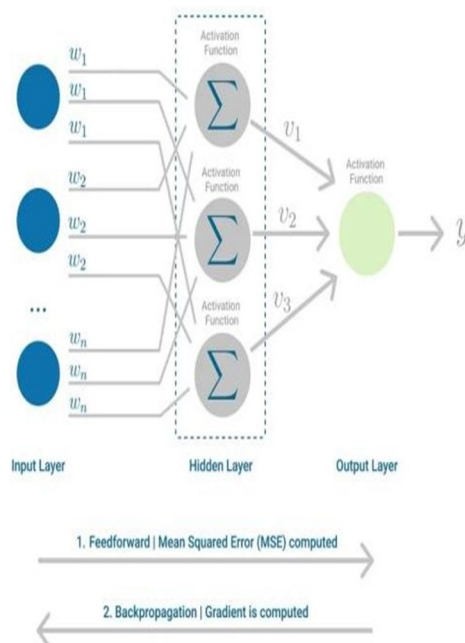 Activation
Function
w1
w1
w1
Σ
v1
Activation
Function
Activation
Function
w2
w2
w2
Σ
v2
y
...
Activation
Function
v3
wn
wn
wn
Σ
Input Layer
Hidden Layer
Output Layer
1. Feedforward | Mean Squared Error (MSE) computed
2. Backpropagation | Gradient is computed